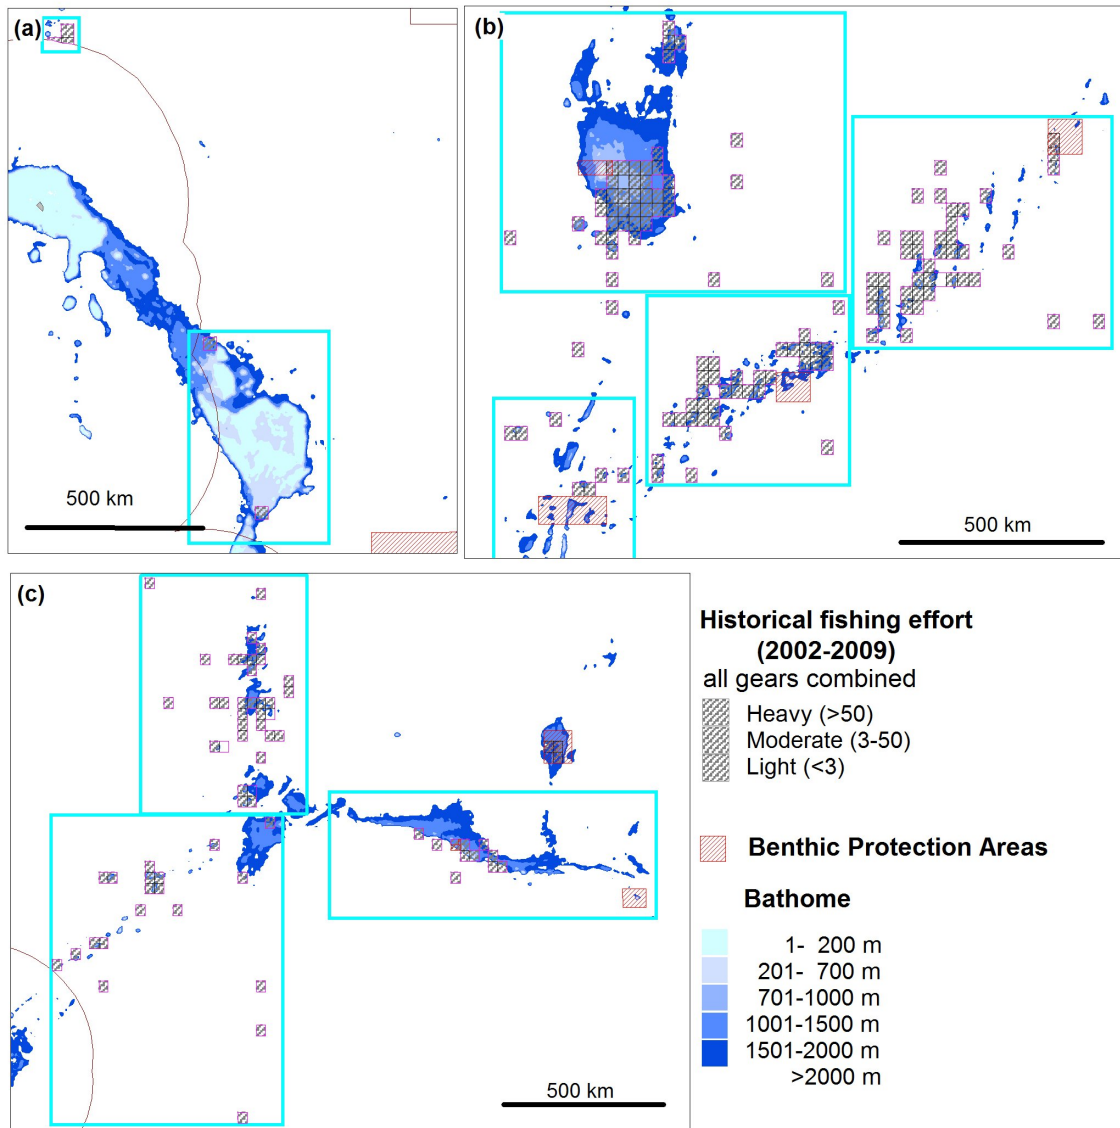 (a)
500 km
(b)
500 km
(c)
500 km
Historical fishing effort
(2002-2009)
all gears combined
Heavy (>50)
Moderate (3-50)
Light (<3)
Benthic Protection Areas
Bathome
1- 200 m
201- 700 m
701-1000 m
1001-1500 m
1501-2000 m
>2000 m